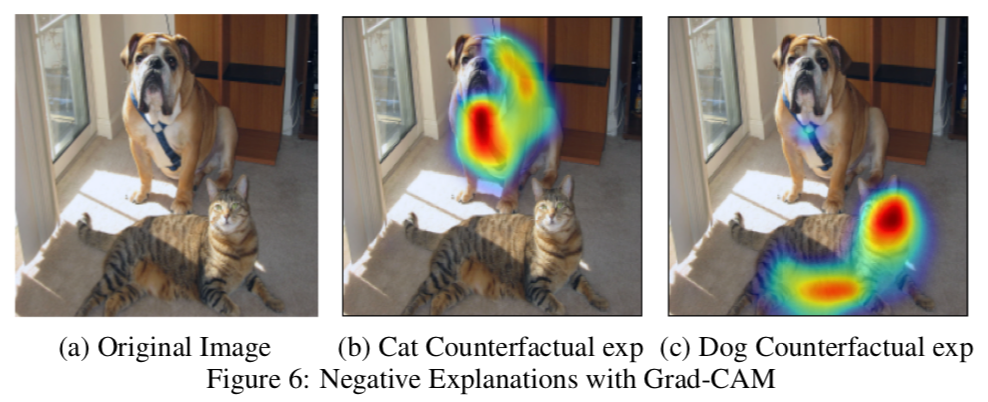 (a) Original Image
(b) Cat Counterfactual exp
(c) Dog Counterfactual exp
Figure 6: Negative Explanations with Grad-CAM